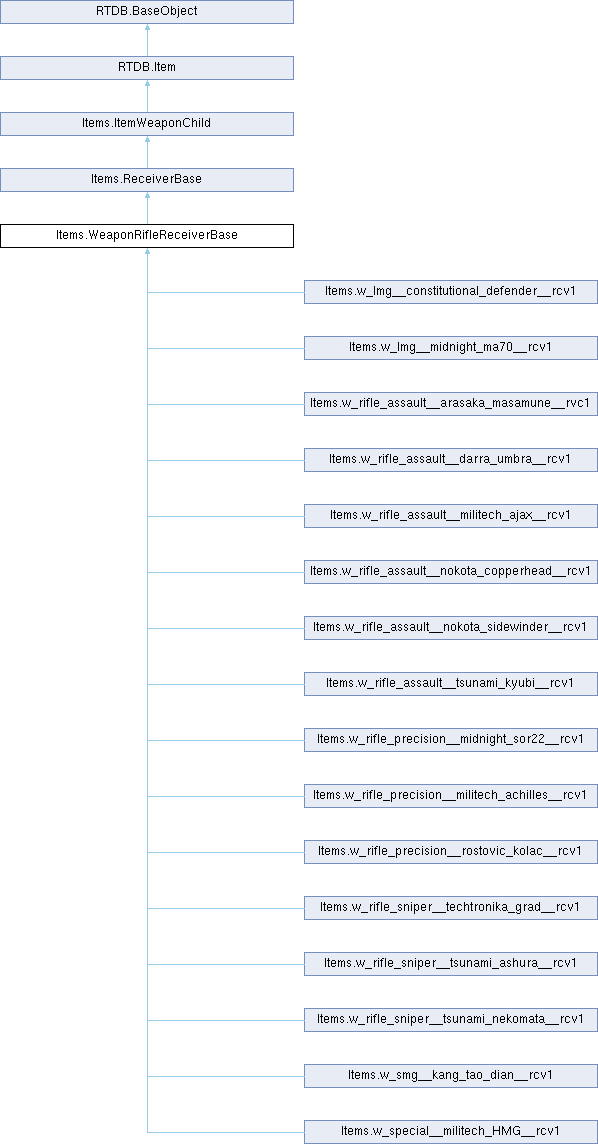 RTDB.BaseObject
RTDB.Item
Items.ItemWeaponChild
Items.ReceiverBase
Items.WeaponRifleReceiverBase
Items.w_lmg__constitutional_defender__rcv1
Items.w_lmg__midnight_ma70__rcv1
Items.w_rifle_assault__arasaka_masamune__rvc1
Items.w_rifle_assault__darra_umbra__rcv1
Items.w_rifle_assault__militech_ajax__rcv1
Items.w_rifle_assault__nokota_copperhead__rcv1
Items.w_rifle_assault__nokota_sidewinder__rcv1
Items.w_rifle_assault__tsunami_kyubi__rcv1
Items.w_rifle_precision__midnight_sor22__rcv1
Items.w_rifle_precision__militech_achilles__rcv1
Items.w_rifle_precision__rostovic_kolac__rcv1
Items.w_rifle_sniper__techtronika_grad__rcv1
Items.w_rifle_sniper__tsunami_ashura__rcv1
Items.w_rifle_sniper__tsunami_nekomata__rcv1
Items.w_smg__kang_tao_dian__rcv1
Items.w_special__militech_HMG__rcv1